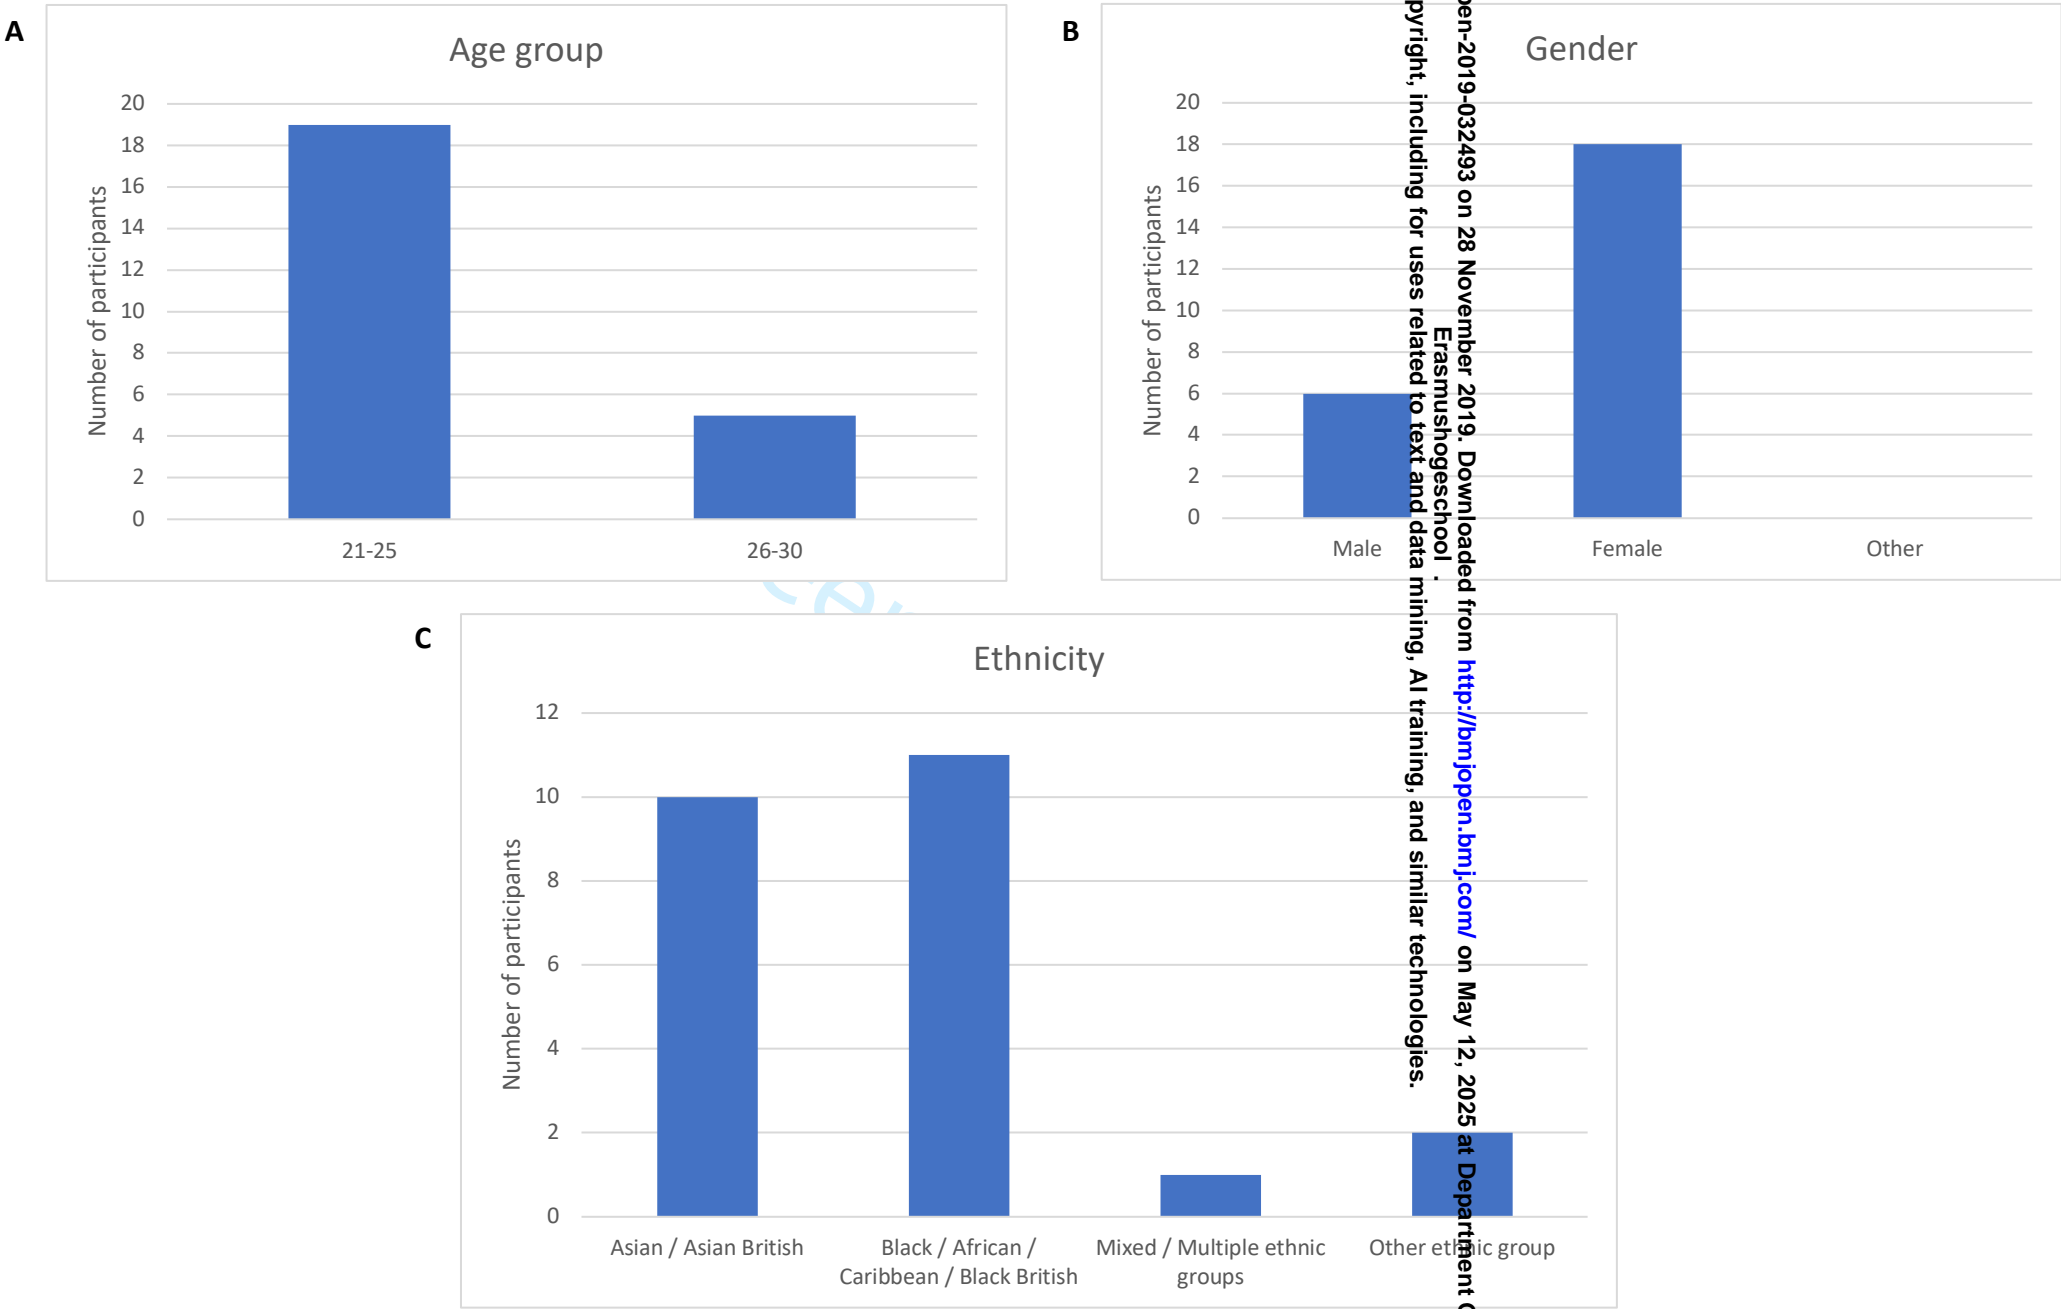 A
Age group
Number of participants
20
18
16
14
12
10
8
6
4
2
0
21-25
26-30
B
Gender
Number of participants
20
18
16
14
12
10
8
6
4
2
0
Male
Female
Other
C
Ethnicity
Number of participants
12
10
8
6
4
2
0
Asian / Asian British
Black / African /
Caribbean / Black British
Mixed / Multiple ethnic
groups
Other ethnic group
pen-2019-032493 on 28 November 2019. Downloaded from http://bmjopen.bmj.com/ on May 12, 2025 at Department
Erasmushogeschool .
pyright, including for uses related to text and data mining, AI training, and similar technologies.